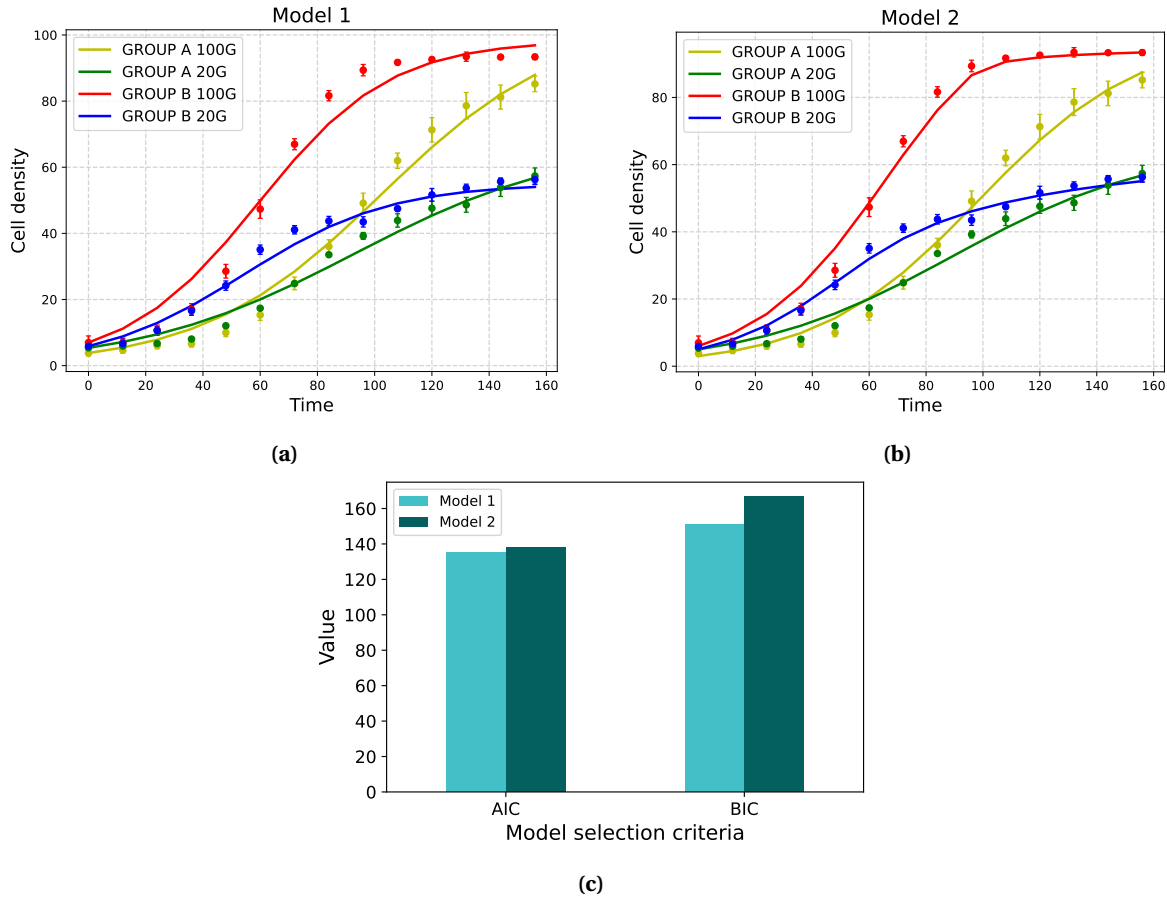 Model 1
GROUP A 100G
GROUP A 20G
GROUP B 100G
GROUP B 20G
Cell density
100
80
60
40
20
0
0 20 40 60 80 100 120 140 160
Time
(a)
Model 2
GROUP A 100G
GROUP A 20G
GROUP B 100G
GROUP B 20G
Cell density
80
60
40
20
0
0 20 40 60 80 100 120 140 160
Time
(b)
Model 1
Model 2
Value
160
140
120
100
80
60
40
20
0
AIC BIC
Model selection criteria
(c)